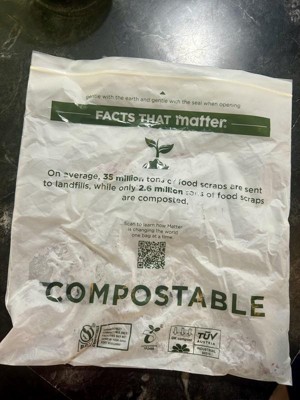 gentle with the earth and gentle with the seal when opening
FACTS THAT matter.
On average, 35 million tons of food scraps are sent
to landfills, while only 2.6 million tons of food scraps
are composted.
Scan to learn how Matter
is changing the world
one bag at a time.
COMPOSTABLE
TÜV
AUSTRIA